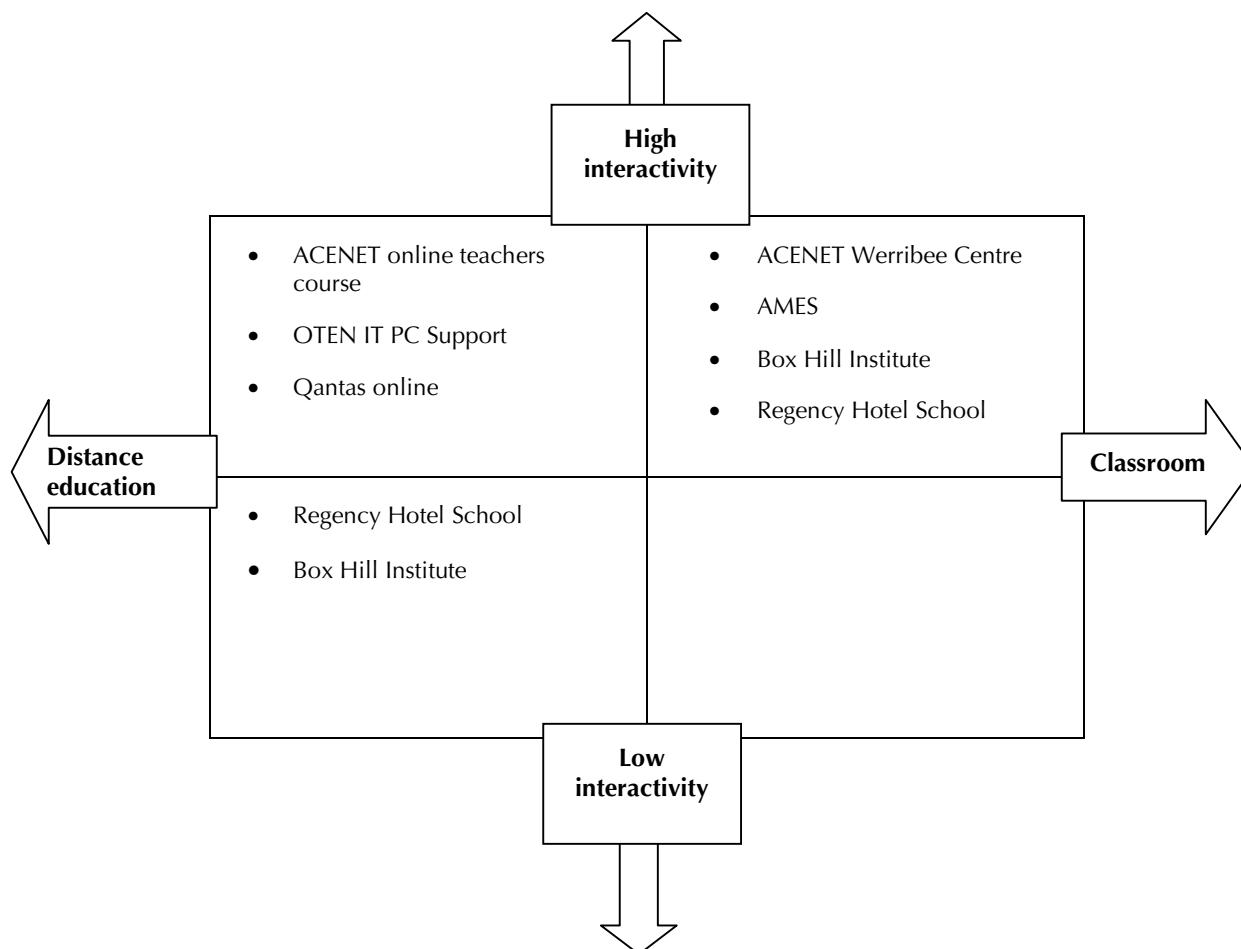 High
interactivity
• ACENET online teachers
course
• OTEN IT PC Support
• Qantas online
• ACENET Werribee Centre
• AMES
• Box Hill Institute
• Regency Hotel School
Distance
education
Classroom
• Regency Hotel School
• Box Hill Institute
Low
interactivity